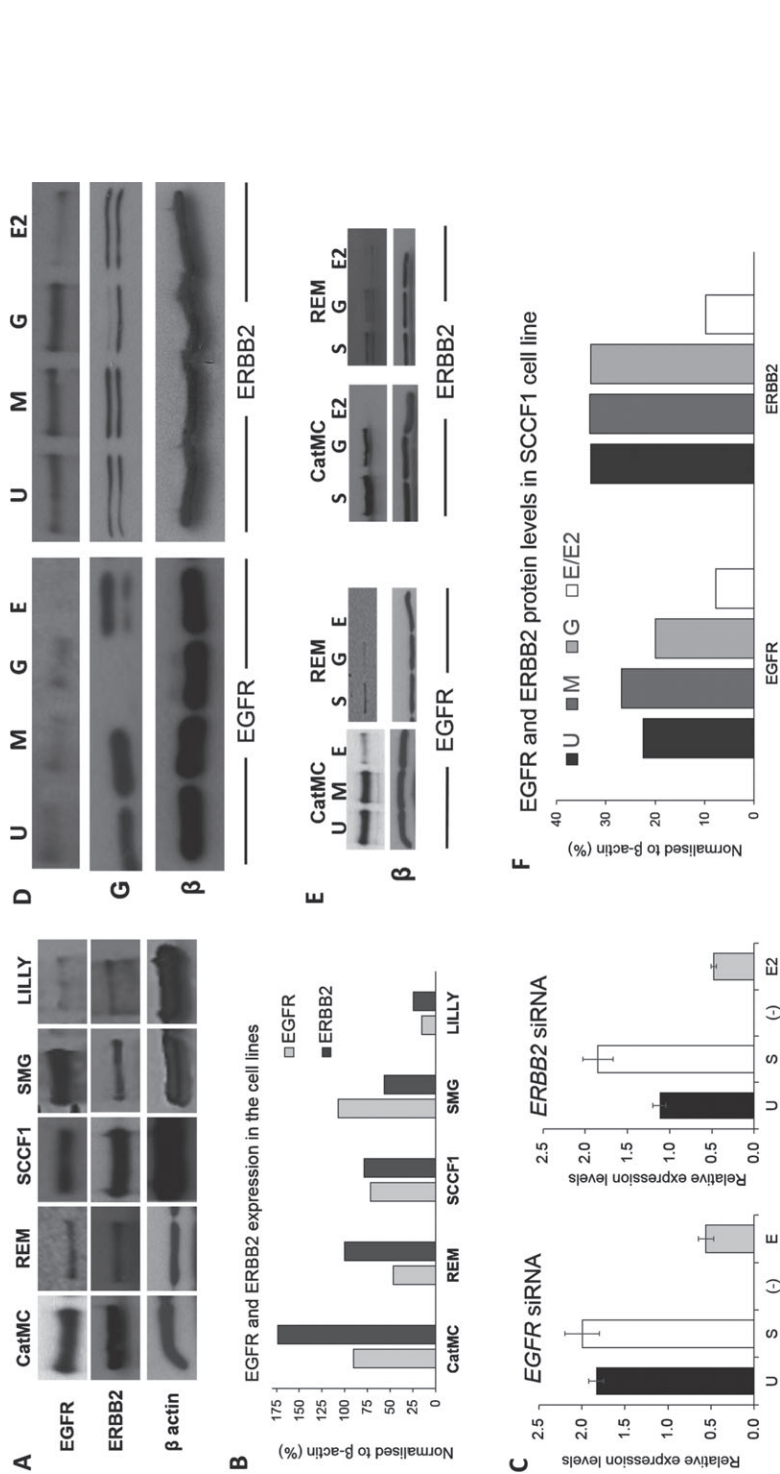 A
CatMC REM SCCF1 SMG LILLY
EGFR
ERBB2
β actin
B
EGFR and ERBB2 expression in the cell lines
EGFR
ERBB2
Normalised to β-actin (%)
175
150
125
100
75
50
25
0
CatMC REM SCCF1 SMG LILLY
C
EGFR siRNA
Relative expression levels
2.5
2.0
1.5
1.0
0.5
0.0
U S (-) E
ERBB2 siRNA
Relative expression levels
2.5
2.0
1.5
1.0
0.5
0.0
U S (-) E2
D
U M G E U M G E2
G
β
EGFR ERBB2
E
CatMC REM CatMC REM
U M E S G E S G E2 S G E2
β
EGFR ERBB2
F
EGFR and ERBB2 protein levels in SCCF1 cell line
U M G E/E2
Normalised to β-actin (%)
40
30
20
10
0
EGFR ERBB2